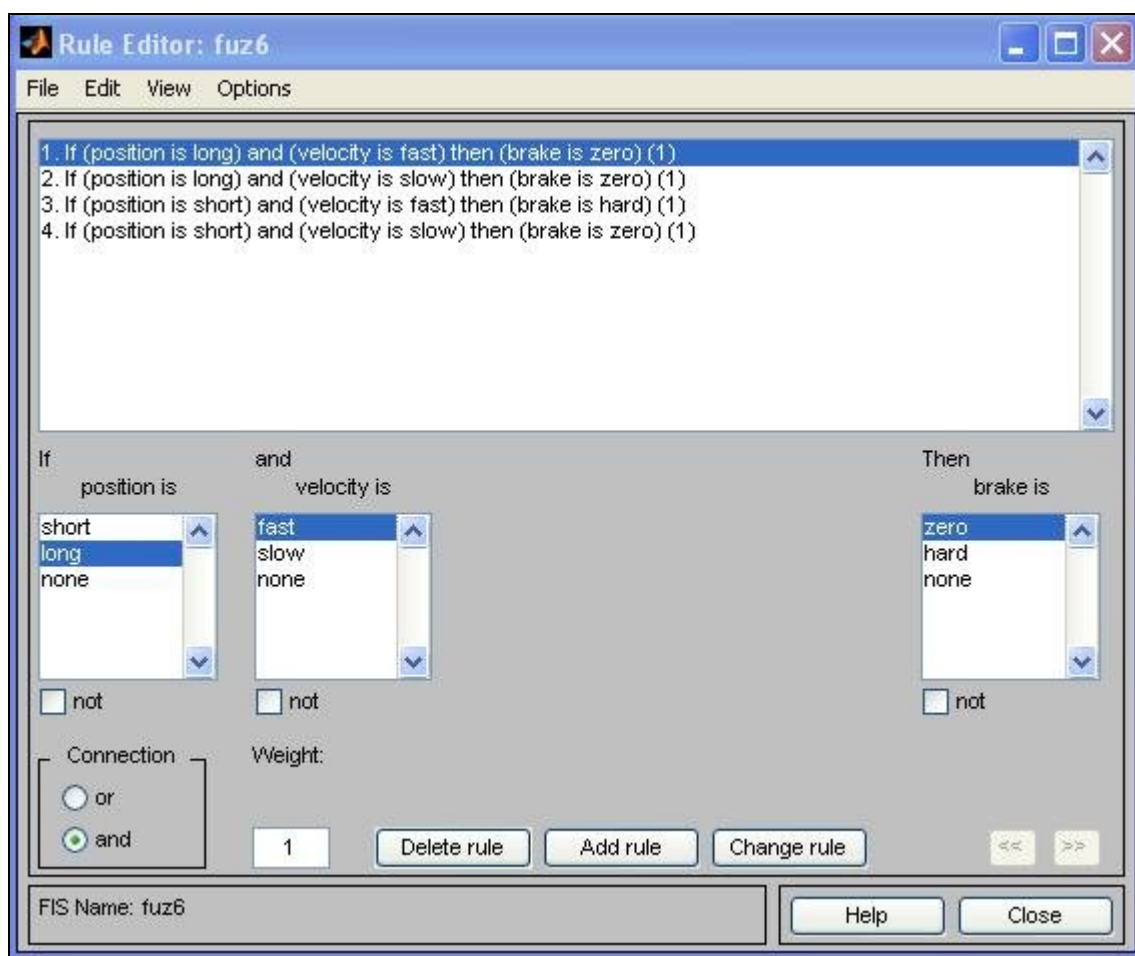 Rule Editor: fuz6
File Edit View Options
1. If (position is long) and (velocity is fast) then (brake is zero) (1)
2. If (position is long) and (velocity is slow) then (brake is zero) (1)
3. If (position is short) and (velocity is fast) then (brake is hard) (1)
4. If (position is short) and (velocity is slow) then (brake is zero) (1)
If and Then
position is velocity is brake is
short fast zero
long slow hard
none none none
not not not
Connection Weight:
or
and 1 Delete rule Add rule Change rule << >>
FIS Name: fuz6 Help Close